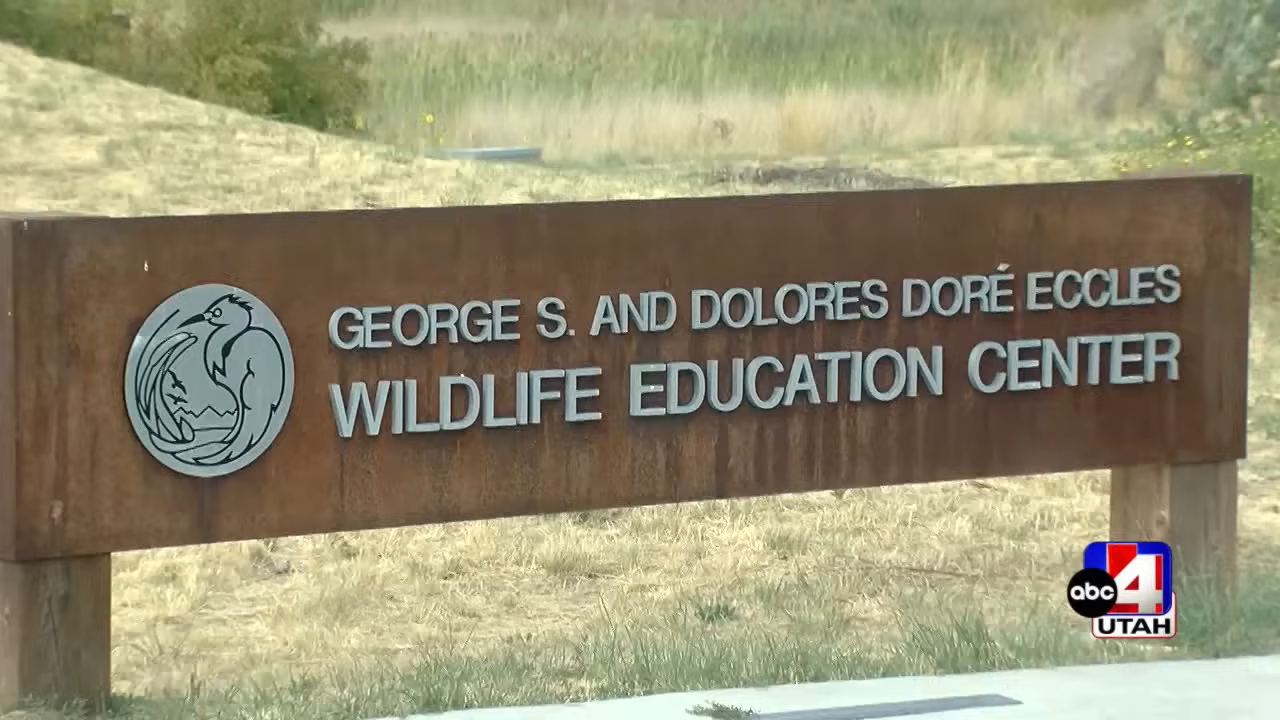 GEORGE S. AND DOLORES DORÉ ECCLES
WILDLIFE EDUCATION CENTER
abc 4
UTAH